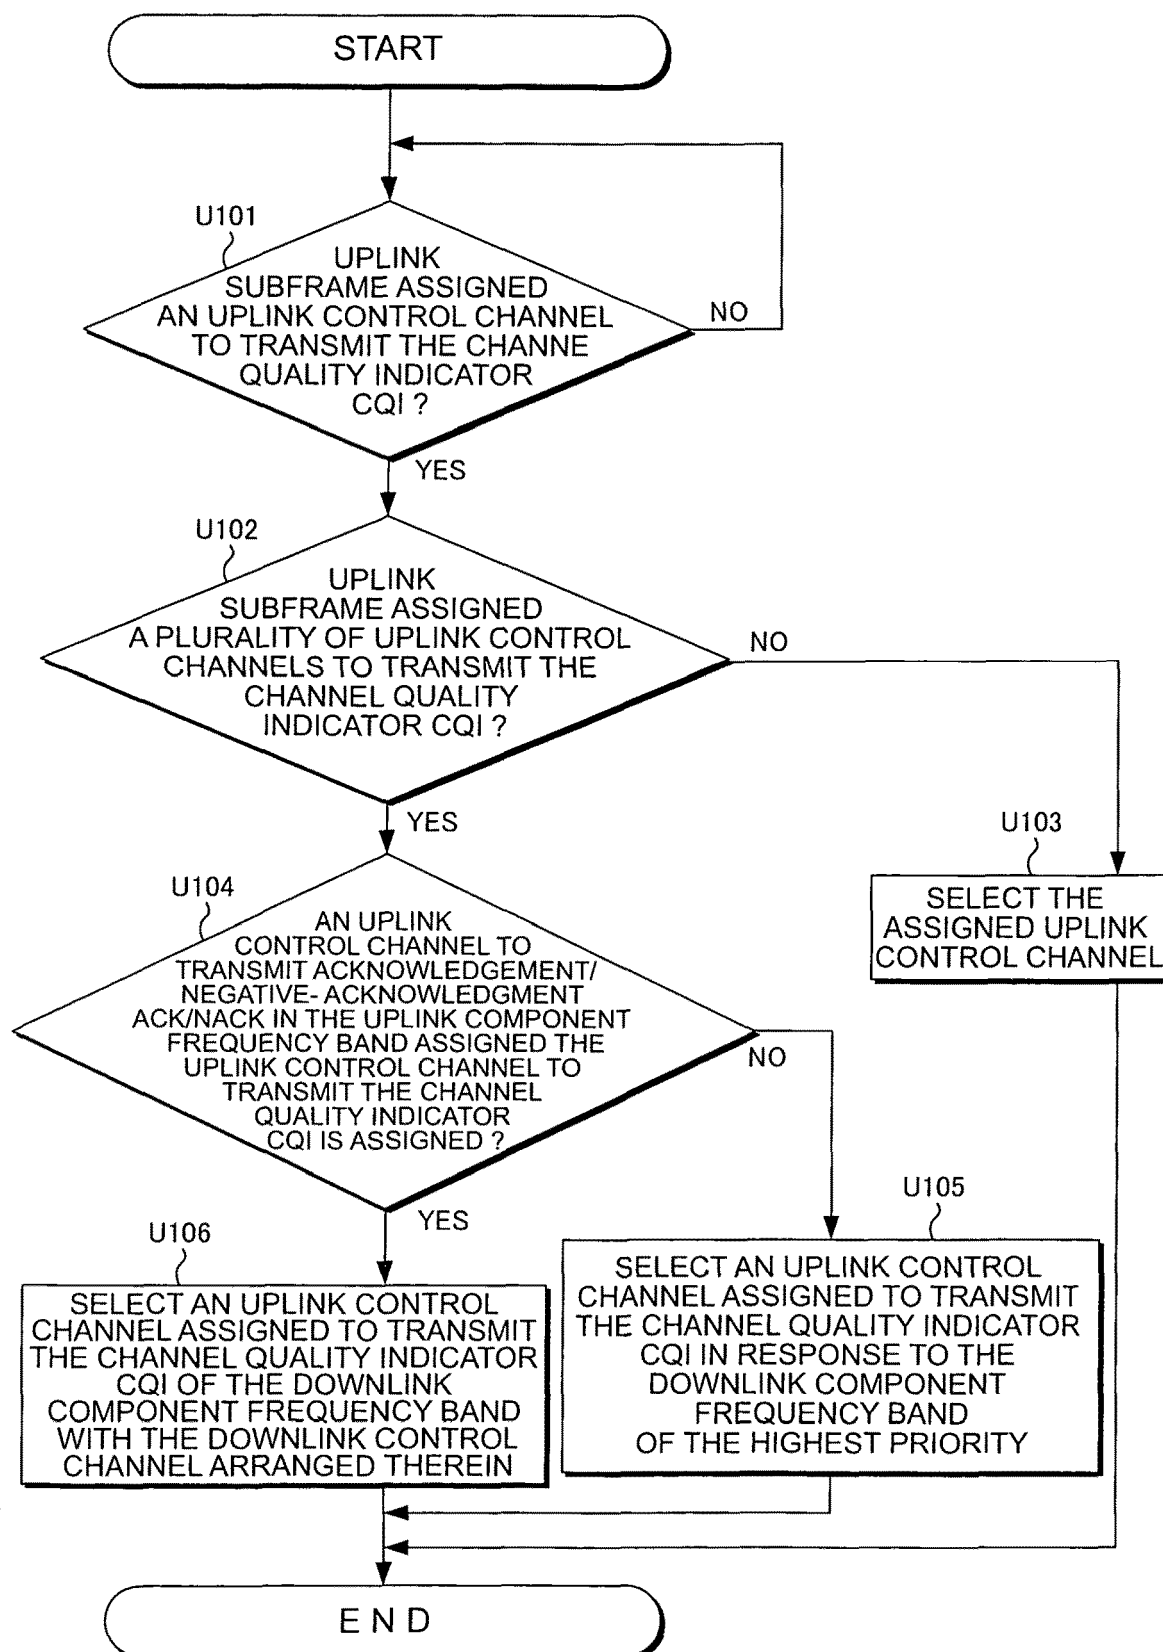 START
U101
UPLINK
SUBFRAME ASSIGNED
AN UPLINK CONTROL CHANNEL
TO TRANSMIT THE CHANNE
QUALITY INDICATOR
CQI ?
NO
YES
U102
UPLINK
SUBFRAME ASSIGNED
A PLURALITY OF UPLINK CONTROL
CHANNELS TO TRANSMIT THE
CHANNEL QUALITY
INDICATOR CQI ?
NO
YES
U103
SELECT THE
ASSIGNED UPLINK
CONTROL CHANNEL
U104
AN UPLINK
CONTROL CHANNEL TO
TRANSMIT ACKNOWLEDGEMENT/
NEGATIVE- ACKNOWLEDGMENT
ACK/NACK IN THE UPLINK COMPONENT
FREQUENCY BAND ASSIGNED THE
UPLINK CONTROL CHANNEL TO
TRANSMIT THE CHANNEL
QUALITY INDICATOR
CQI IS ASSIGNED ?
NO
YES
U105
SELECT AN UPLINK CONTROL
CHANNEL ASSIGNED TO TRANSMIT
THE CHANNEL QUALITY INDICATOR
CQI IN RESPONSE TO THE
DOWNLINK COMPONENT
FREQUENCY BAND
OF THE HIGHEST PRIORITY
U106
SELECT AN UPLINK CONTROL
CHANNEL ASSIGNED TO TRANSMIT
THE CHANNEL QUALITY INDICATOR
CQI OF THE DOWNLINK
COMPONENT FREQUENCY BAND
WITH THE DOWNLINK CONTROL
CHANNEL ARRANGED THEREIN
END